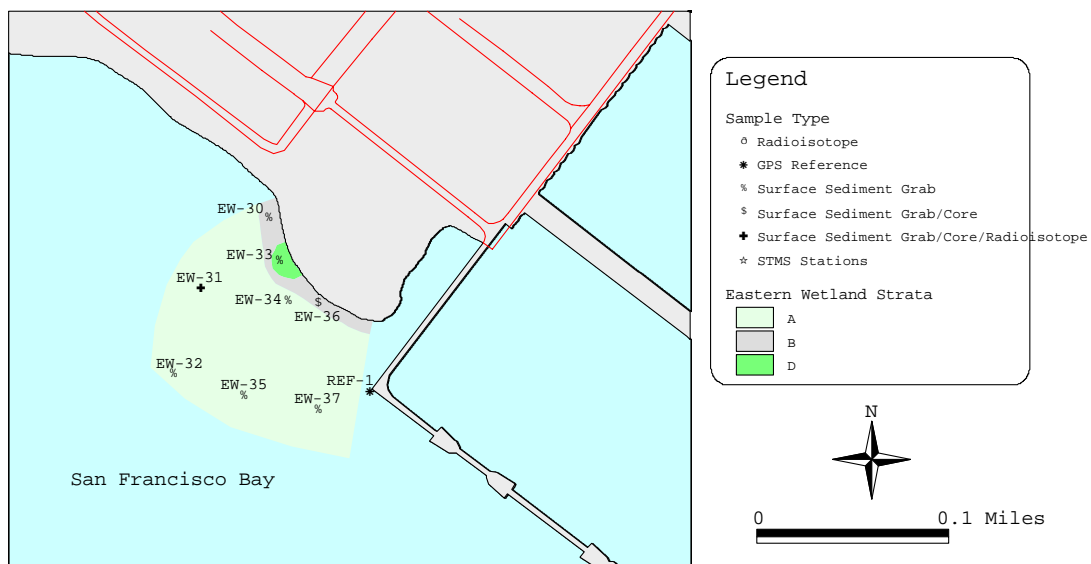 EW-30
%
EW-33
%
EW-31
EW-34
%
$
EW-36
EW-32
%
EW-35
%
EW-37
%
REF-1
San Francisco Bay
Legend
Sample Type
Radioisotope
GPS Reference
% Surface Sediment Grab
$ Surface Sediment Grab/Core
Surface Sediment Grab/Core/Radioisotope
STMS Stations
Eastern Wetland Strata
A
B
D
N
0 0.1 Miles